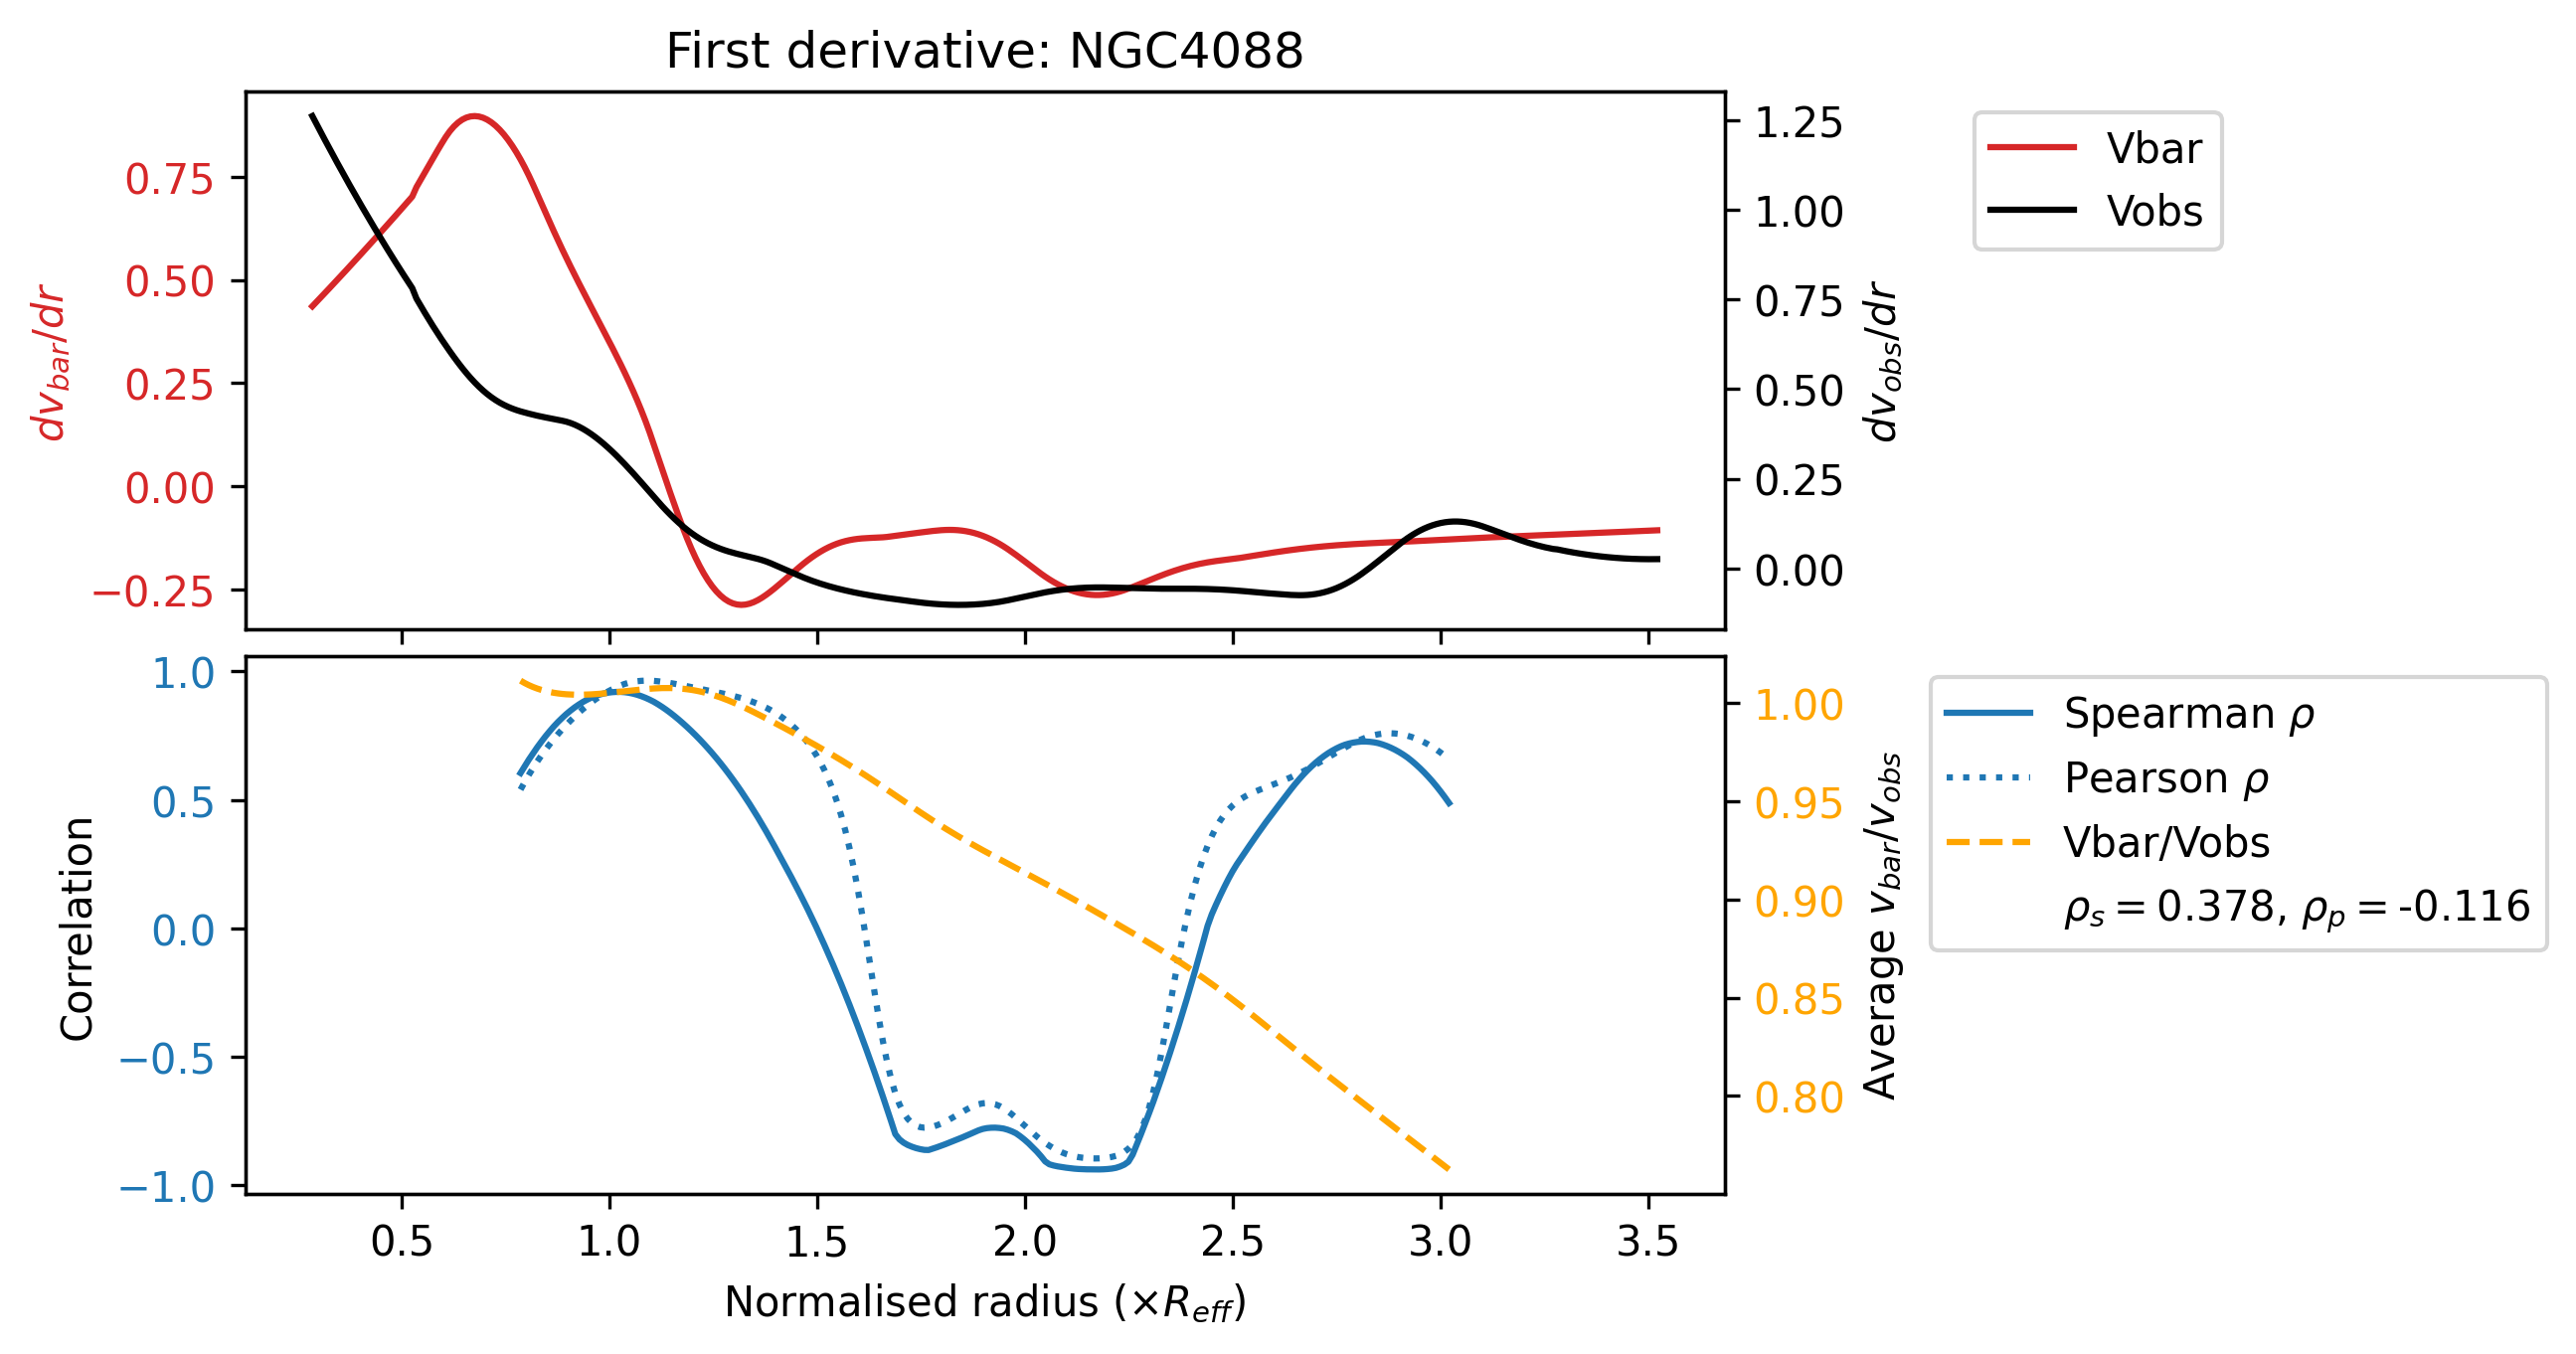 First derivative: NGC4088
dv_bar/dr
0.75
0.50
0.25
0.00
−0.25
1.25
1.00
0.75
0.50
0.25
0.00
dv_obs/dr
Vbar
Vobs
Correlation
1.0
0.5
0.0
−0.5
−1.0
1.00
0.95
0.90
0.85
0.80
Average v_bar/v_obs
Spearman ρ
Pearson ρ
Vbar/Vobs
ρ_s = 0.378, ρ_p = -0.116
0.5 1.0 1.5 2.0 2.5 3.0 3.5
Normalised radius (×R_eff)